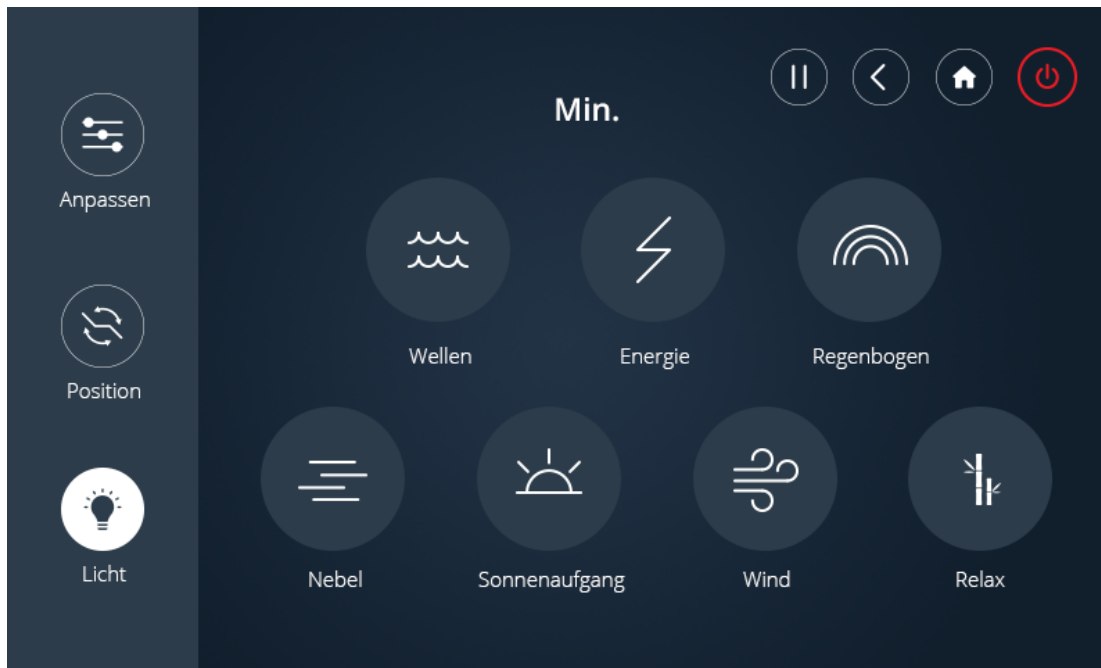 Min.
Anpassen
Position
Licht
Wellen
Energie
Regenbogen
Nebel
Sonnenaufgang
Wind
Relax